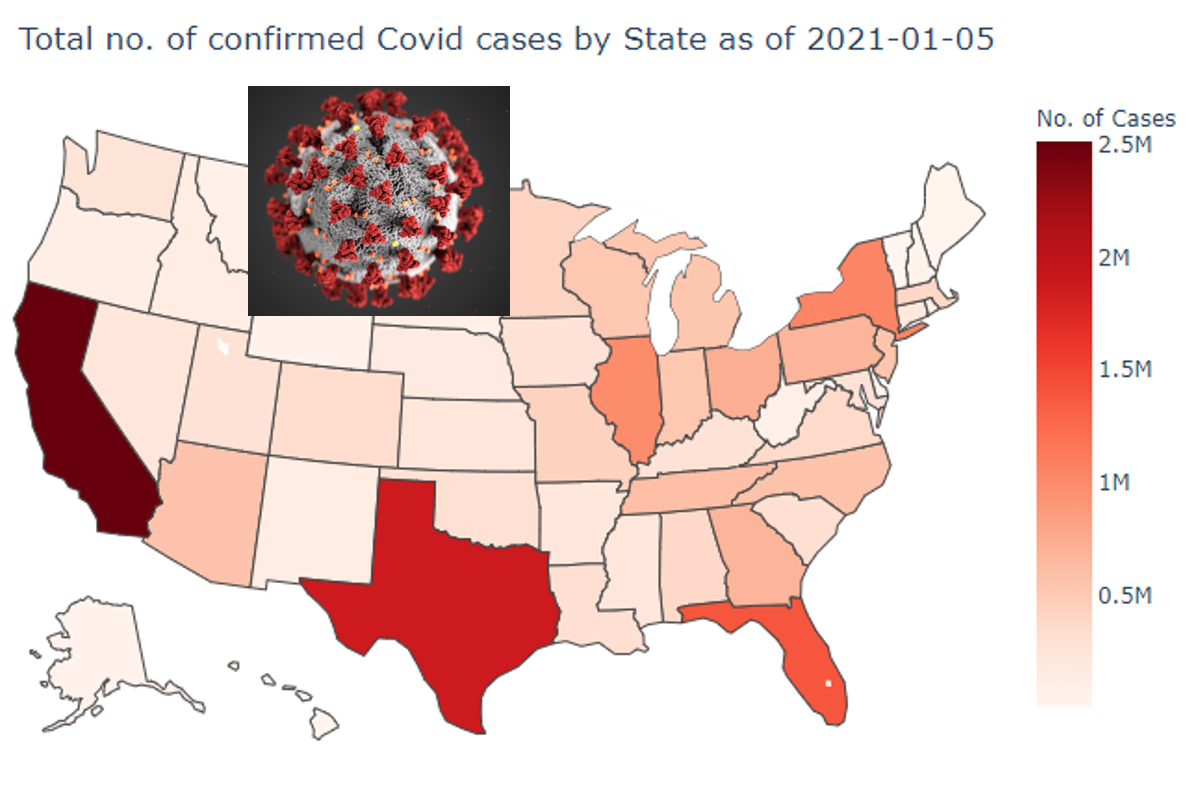 Total no. of confirmed Covid cases by State as of 2021-01-05
No. of Cases
2.5M
2M
1.5M
1M
0.5M